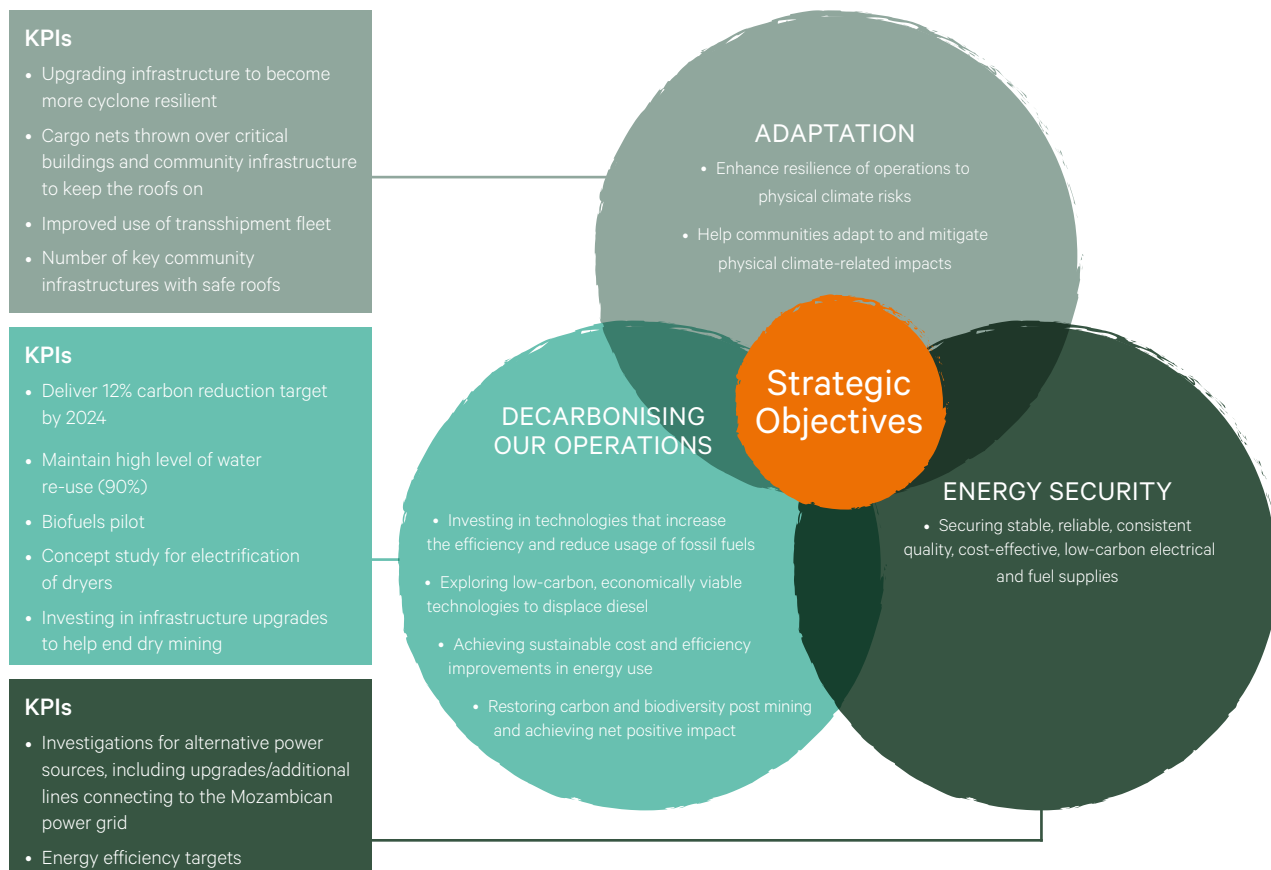 KPIs
• Upgrading infrastructure to become
more cyclone resilient
• Cargo nets thrown over critical
buildings and community infrastructure
to keep the roofs on
• Improved use of transshipment fleet
• Number of key community
infrastructures with safe roofs
KPIs
• Deliver 12% carbon reduction target
by 2024
• Maintain high level of water
re-use (90%)
• Biofuels pilot
• Concept study for electrification
of dryers
• Investing in infrastructure upgrades
to help end dry mining
KPIs
• Investigations for alternative power
sources, including upgrades/additional
lines connecting to the Mozambican
power grid
• Energy efficiency targets
ADAPTATION
• Enhance resilience of operations to
physical climate risks
• Help communities adapt to and mitigate
physical climate-related impacts
Strategic
Objectives
DECARBONISING
OUR OPERATIONS
• Investing in technologies that increase
the efficiency and reduce usage of fossil fuels
• Exploring low-carbon, economically viable
technologies to displace diesel
• Achieving sustainable cost and efficiency
improvements in energy use
• Restoring carbon and biodiversity post mining
and achieving net positive impact
ENERGY SECURITY
• Securing stable, reliable, consistent
quality, cost-effective, low-carbon electrical
and fuel supplies